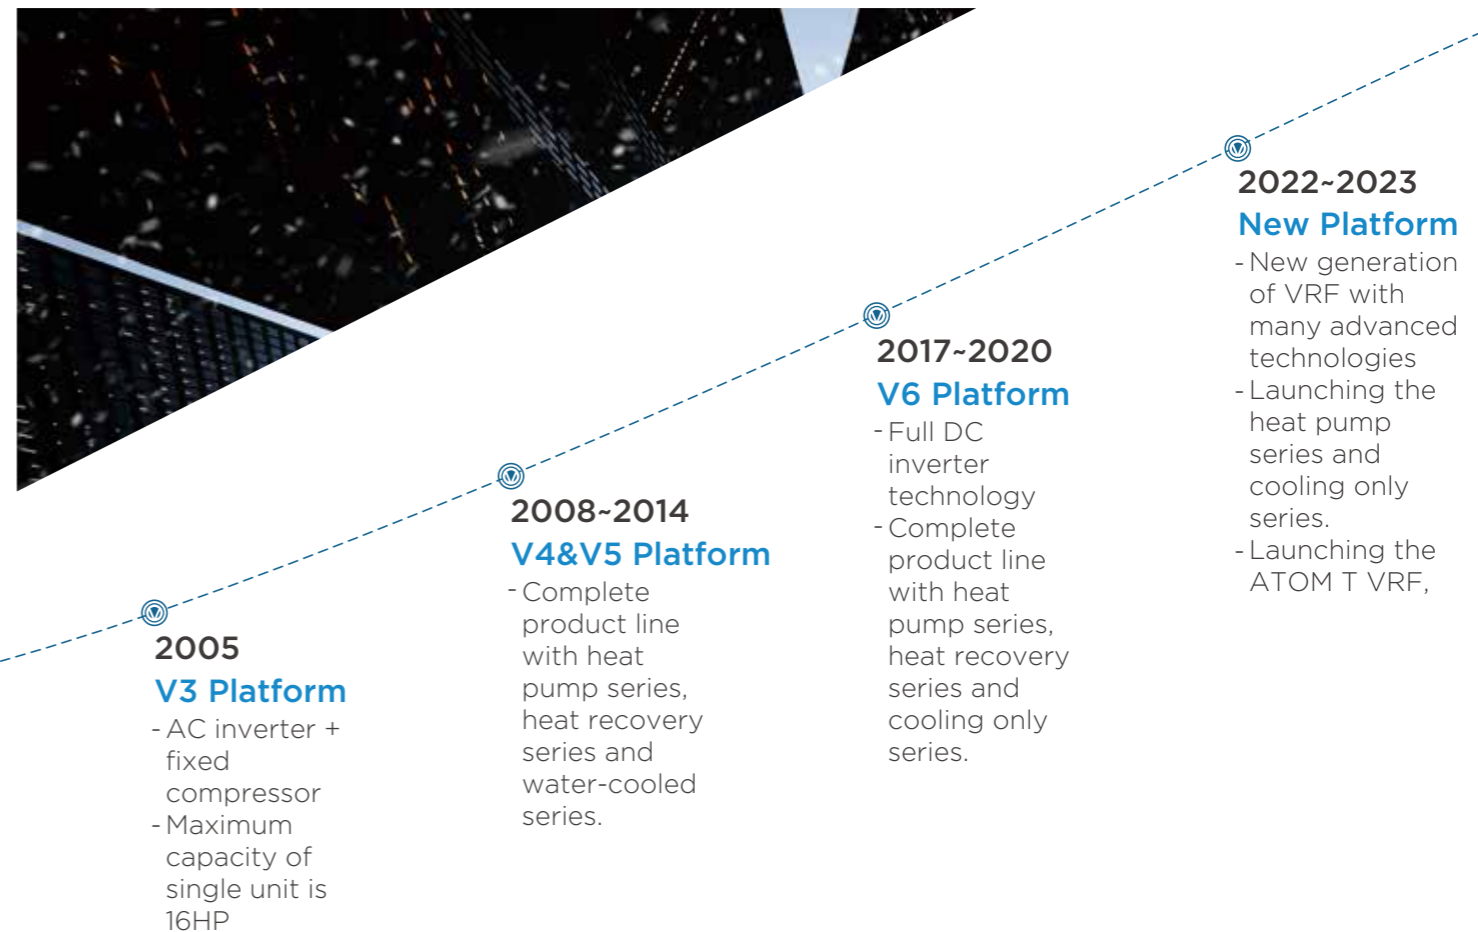 2005
V3 Platform
- AC inverter +
fixed
compressor
- Maximum
capacity of
single unit is
16HP
2008~2014
V4&V5 Platform
- Complete
product line
with heat
pump series,
heat recovery
series and
water-cooled
series.
2017~2020
V6 Platform
- Full DC
inverter
technology
- Complete
product line
with heat
pump series,
heat recovery
series and
cooling only
series.
2022~2023
New Platform
- New generation
of VRF with
many advanced
technologies
- Launching the
heat pump
series and
cooling only
series.
- Launching the
ATOM T VRF,